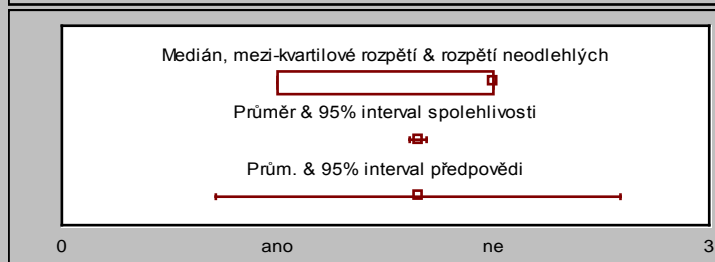 Medián, mezi-kvartilové rozpětí & rozpětí neodlehlých
Průměr & 95% interval spolehlivosti
Prům. & 95% interval předpovědi
0 ano ne 3